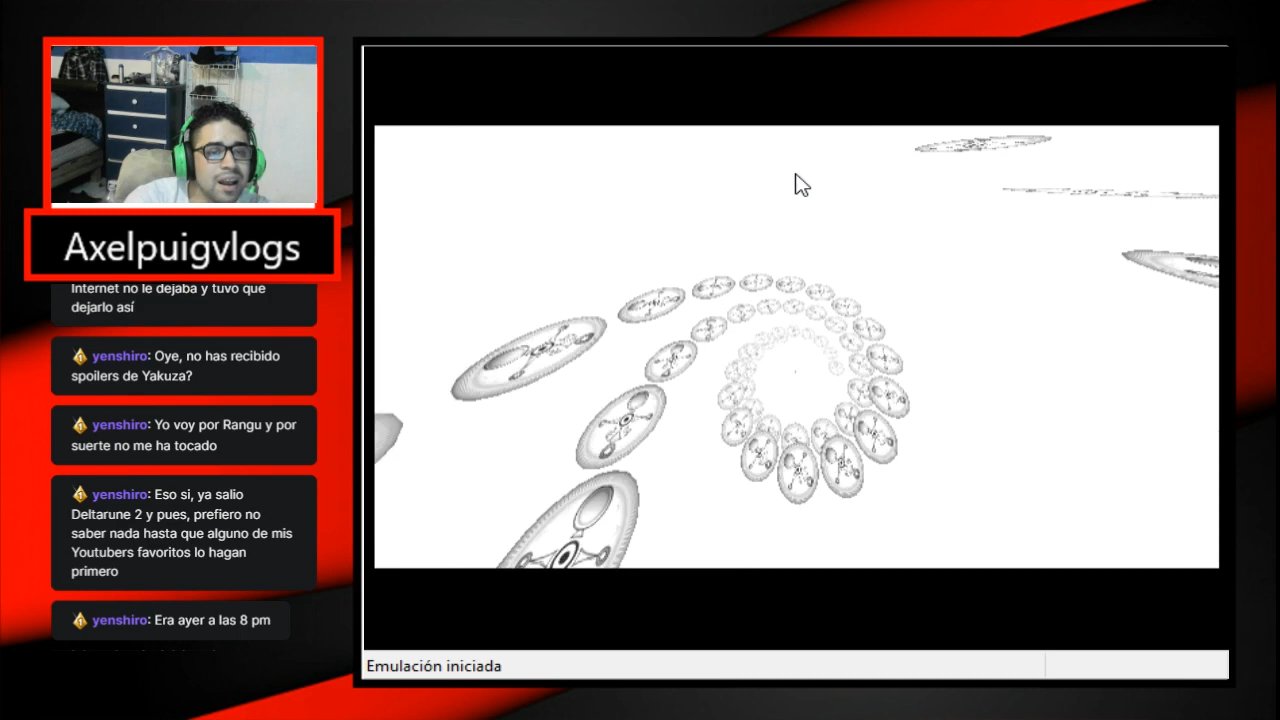 Axelpuigvlogs
Internet no le dejaba y tuvo que
dejarlo así
yenshiro: Oye, no has recibido
spoilers de Yakuza?
yenshiro: Yo voy por Rangu y por
suerte no me ha tocado
yenshiro: Eso si, ya salio
Deltarune 2 y pues, prefiero no
saber nada hasta que alguno de mis
Youtubers favoritos lo hagan
primero
yenshiro: Era ayer a las 8 pm
Emulación iniciada